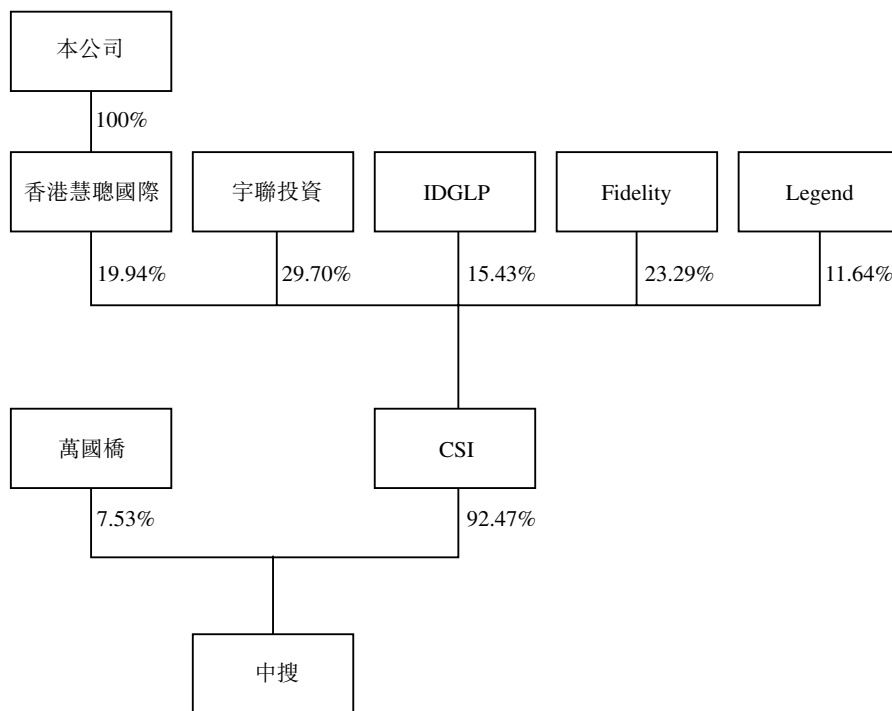 本公司
100%
香港慧聰國際
宇聯投資
IDGLP
Fidelity
Legend
19.94%
29.70%
15.43%
23.29%
11.64%
萬國橋
CSI
7.53%
92.47%
中搜